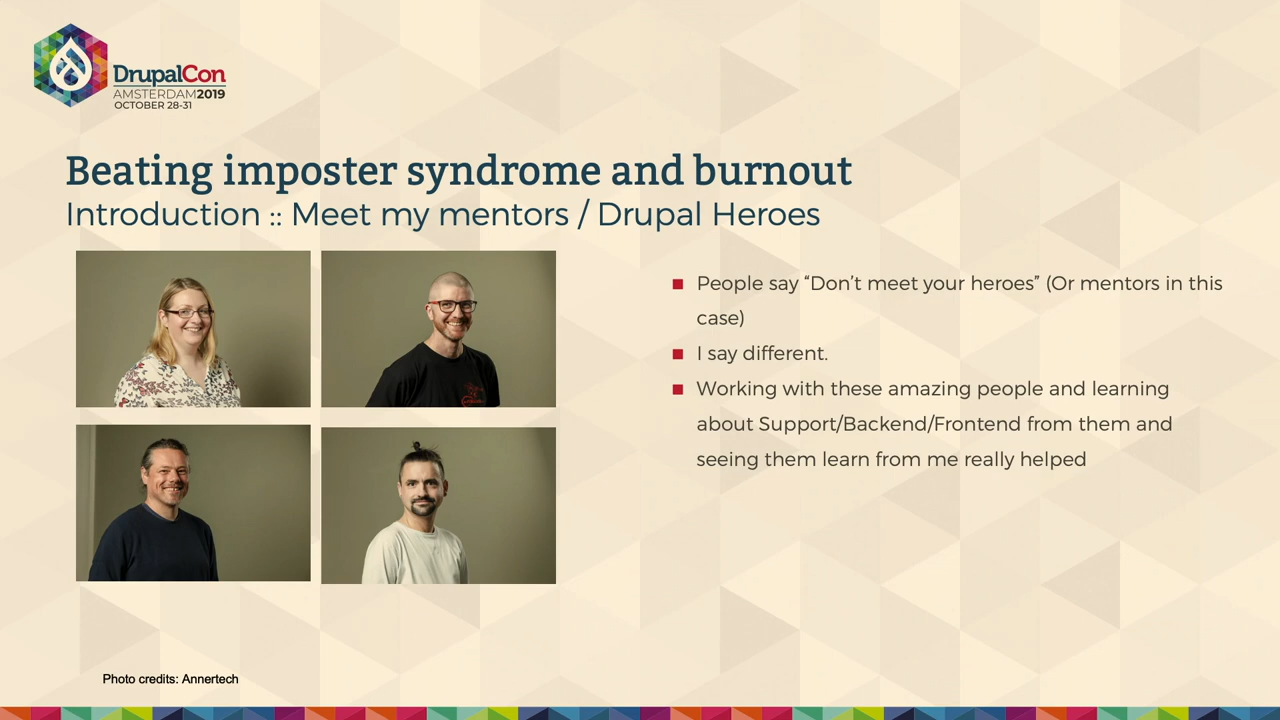 DrupalCon
AMSTERDAM2019
OCTOBER 28-31
Beating imposter syndrome and burnout
Introduction :: Meet my mentors / Drupal Heroes
People say “Don’t meet your heroes” (Or mentors in this
case)
I say different.
Working with these amazing people and learning
about Support/Backend/Frontend from them and
seeing them learn from me really helped
Photo credits: Annertech